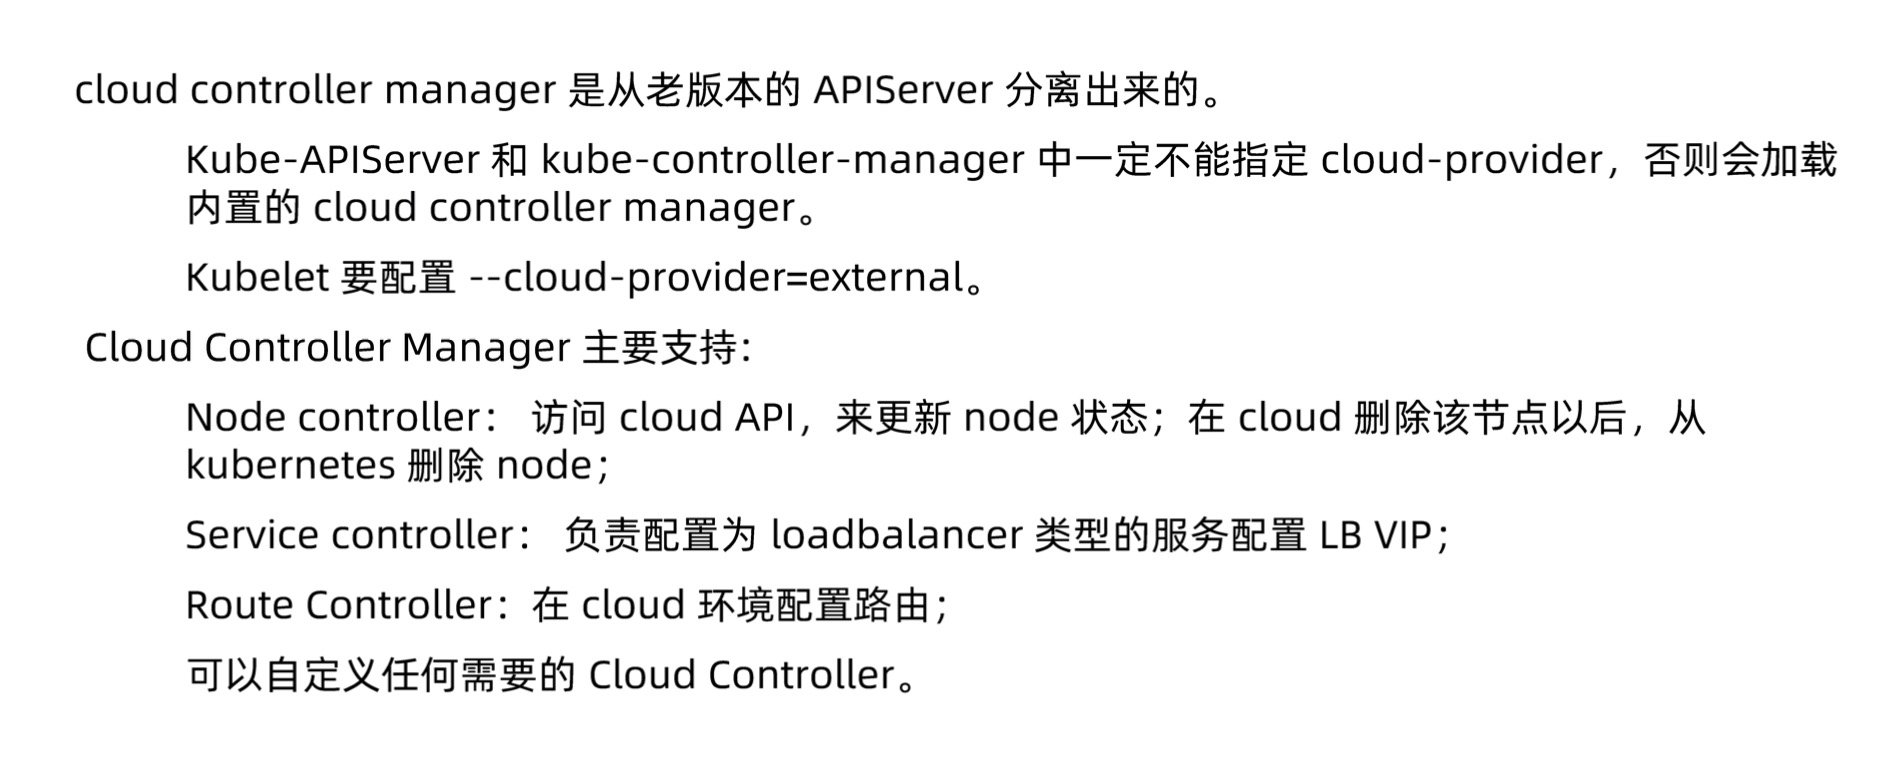 cloud controller manager 是从老版本的 APIServer 分离出来的。
Kube-APIServer 和 kube-controller-manager 中一定不能指定 cloud-provider，否则会加载
内置的 cloud controller manager。
Kubelet 要配置 --cloud-provider=external。
Cloud Controller Manager 主要支持：
Node controller： 访问 cloud API，来更新 node 状态；在 cloud 删除该节点以后，从
kubernetes 删除 node；
Service controller： 负责配置为 loadbalancer 类型的服务配置 LB VIP；
Route Controller：在 cloud 环境配置路由；
可以自定义任何需要的 Cloud Controller。